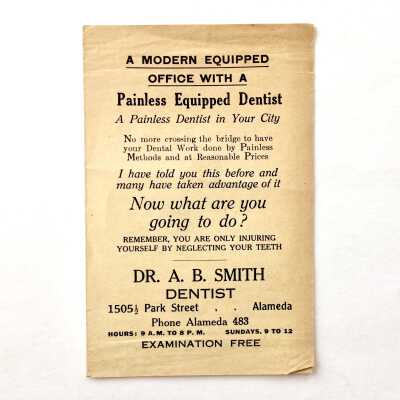 A MODERN EQUIPPED
OFFICE WITH A
Painless Equipped Dentist
A Painless Dentist in Your City
No more crossing the bridge to have
your Dental Work done by Painless
Methods and at Reasonable Prices
I have told you this before and
many have taken advantage of it
Now what are you
going to do?
REMEMBER, YOU ARE ONLY INJURING
YOURSELF BY NEGLECTING YOUR TEETH
DR. A. B. SMITH
DENTIST
1505½ Park Street . . Alameda
Phone Alameda 483
HOURS: 9 A. M. TO 8 P. M. SUNDAYS, 9 TO 12
EXAMINATION FREE